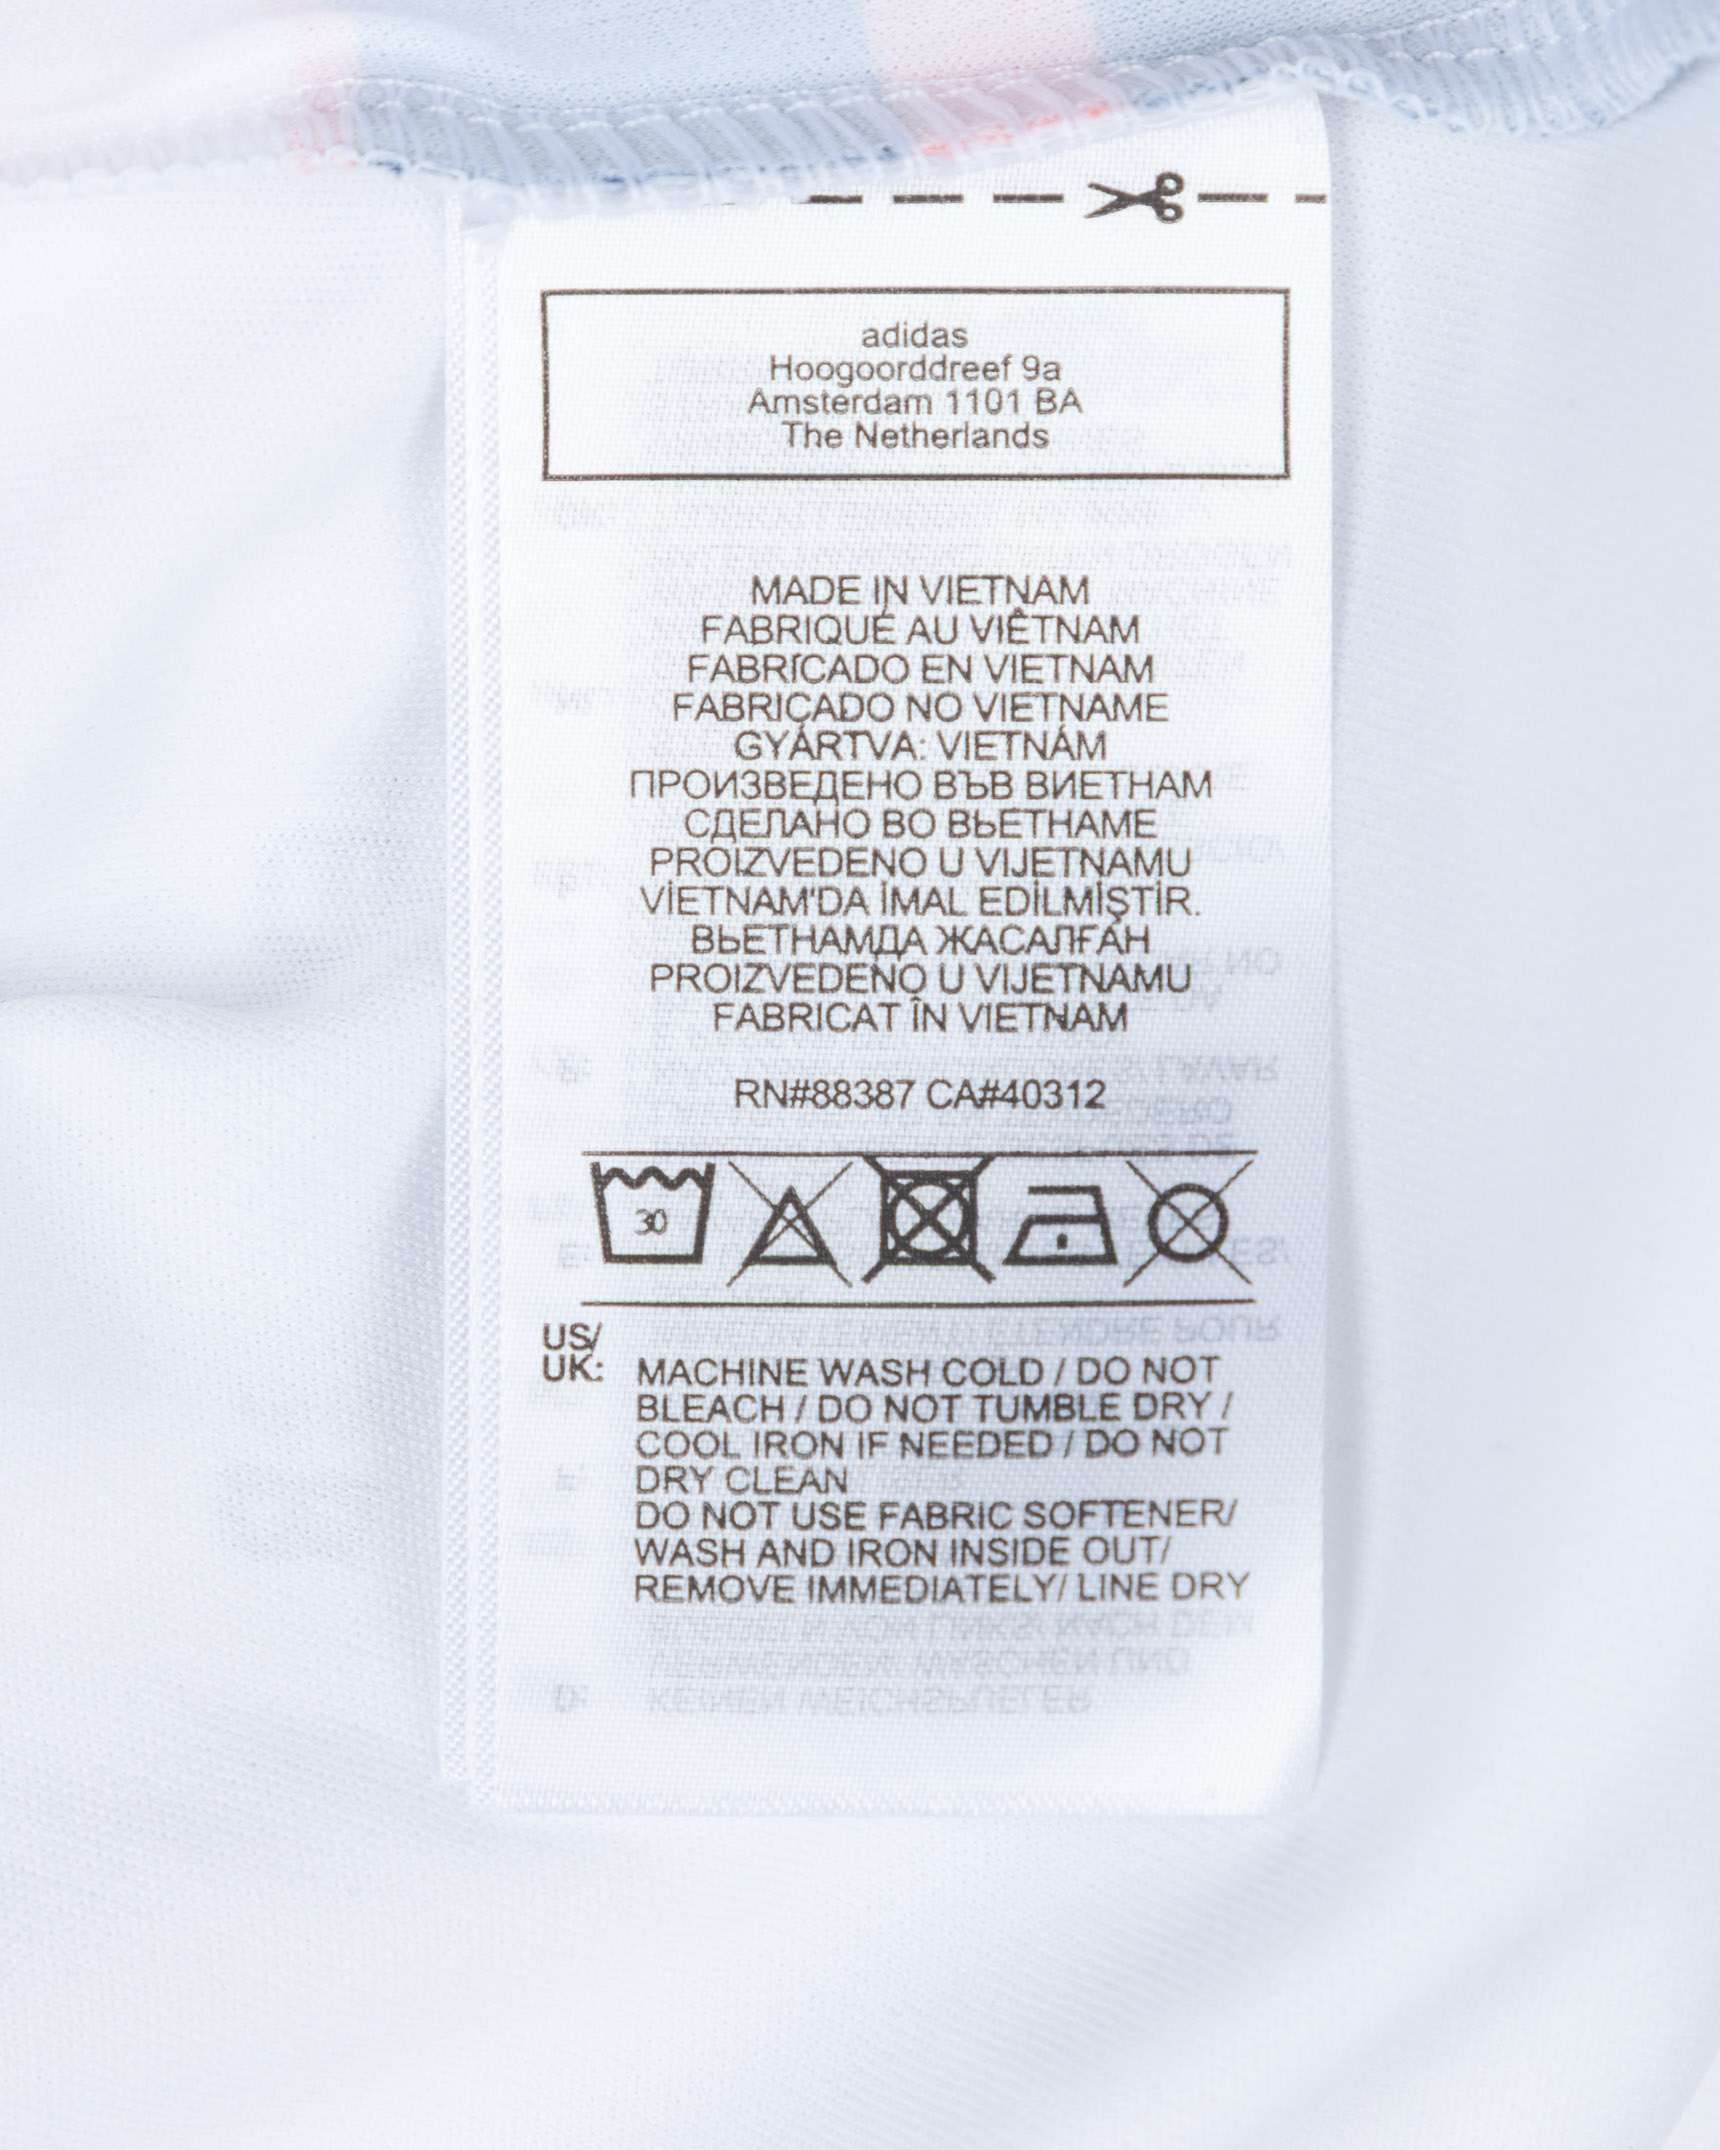 adidas
Hoogoorddreef 9a
Amsterdam 1101 BA
The Netherlands
MADE IN VIETNAM
FABRIQUÉ AU VIÊTNAM
FABRICADO EN VIETNAM
FABRICADO NO VIETNAME
GYÁRTVA: VIETNÁM
ПРОИЗВЕДЕНО ВЪВ ВИЕТНАМ
СДЕЛАНО ВО ВЬЕТНАМЕ
PROIZVEDENO U VIJETNAMU
VİETNAM'DA İMAL EDİLMİŞTİR.
ВЬЕТНАМДА ЖАСАЛҒАН
PROIZVEDENO U VIJETNAMU
FABRICAT ÎN VIETNAM
RN#88387 CA#40312
30
US/
UK: MACHINE WASH COLD / DO NOT
BLEACH / DO NOT TUMBLE DRY /
COOL IRON IF NEEDED / DO NOT
DRY CLEAN
DO NOT USE FABRIC SOFTENER/
WASH AND IRON INSIDE OUT/
REMOVE IMMEDIATELY/ LINE DRY